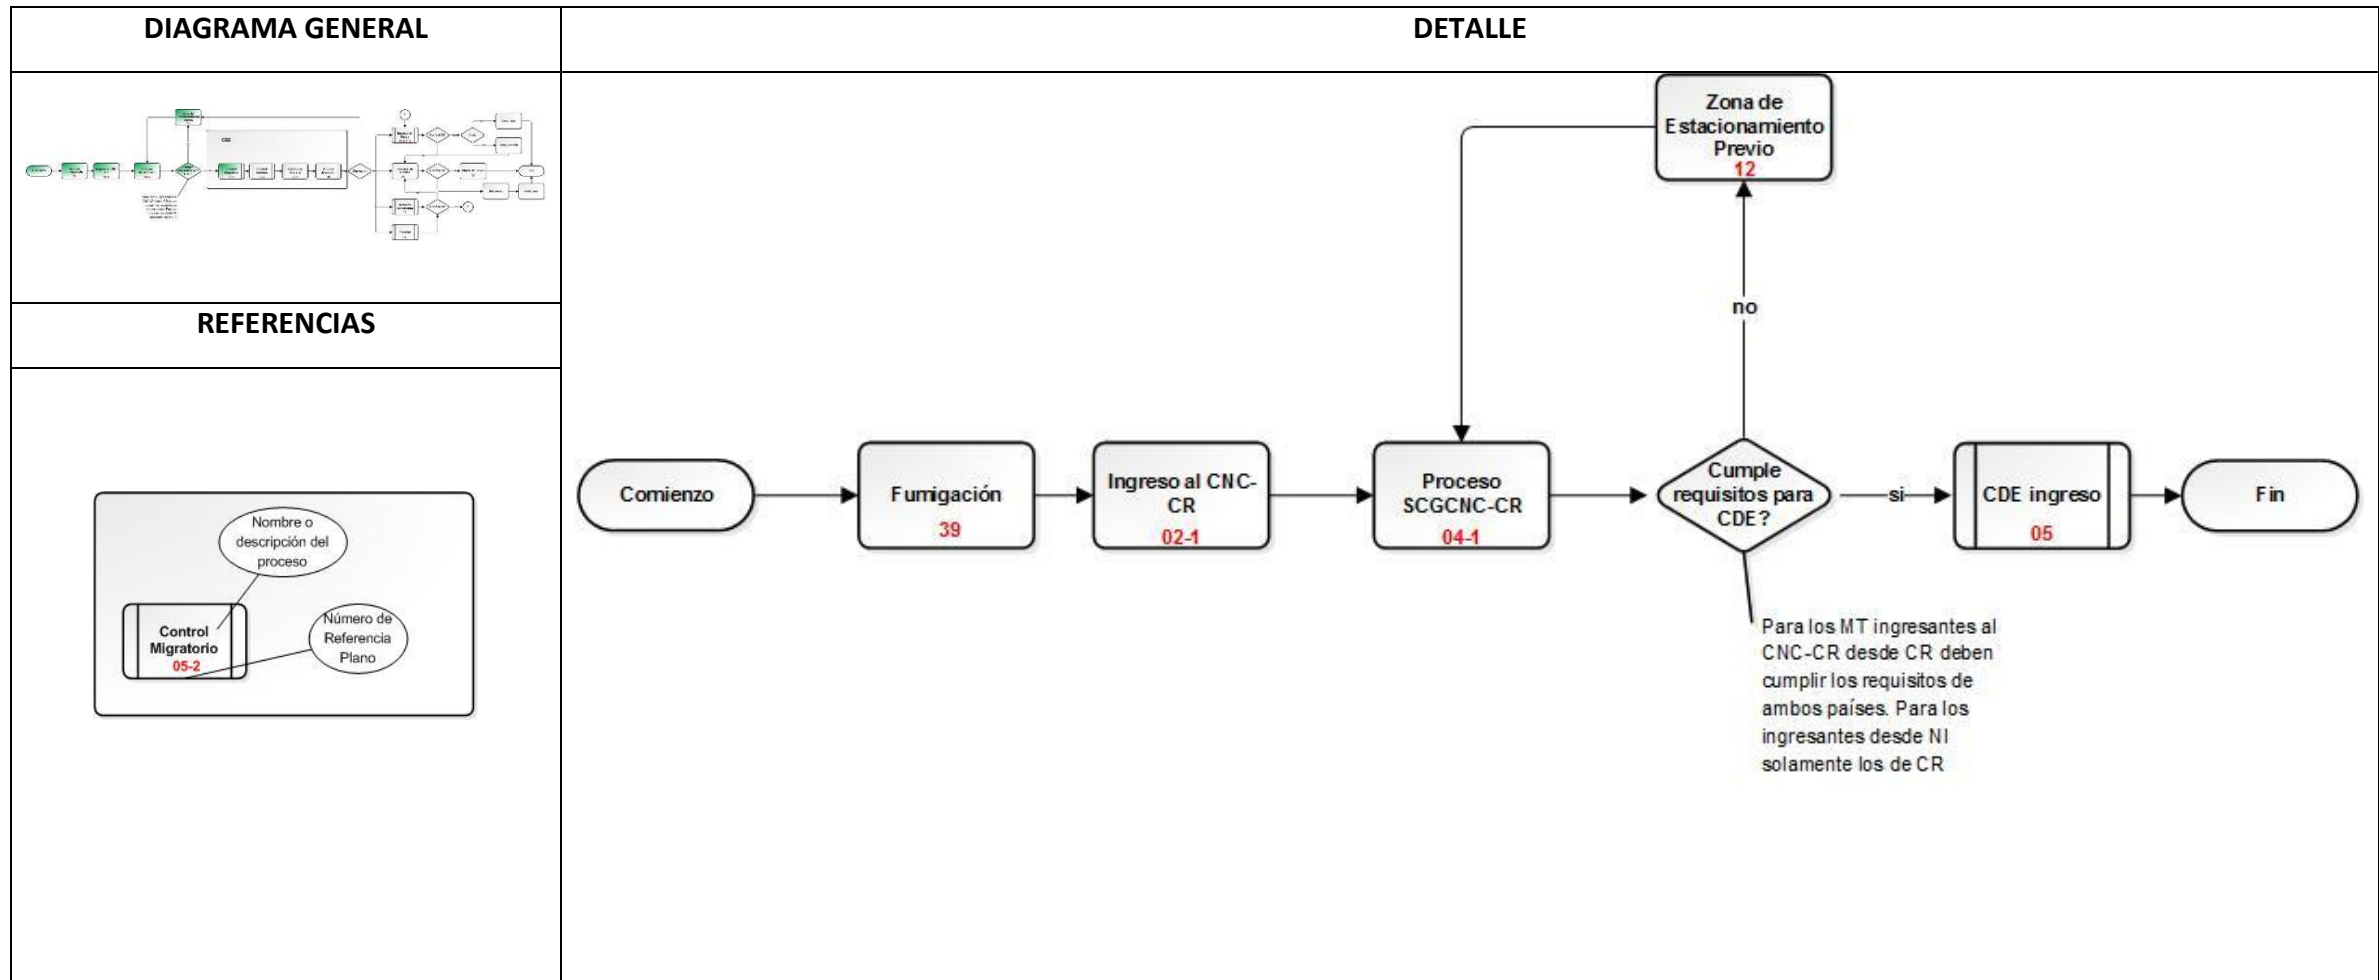 DIAGRAMA GENERAL
DETALLE
CDE
REFERENCIAS
Nombre o
descripción del
proceso
Control
Migratorio
05-2
Número de
Referencia
Plano
Zona de
Estacionamiento
Previo
12
no
Comienzo
Fumigación
39
Ingreso al CNC-
CR
02-1
Proceso
SCGCNC-CR
04-1
Cumple
requisitos para
CDE?
si
CDE ingreso
05
Fin
Para los MT ingresantes al
CNC-CR desde CR deben
cumplir los requisitos de
ambos países. Para los
ingresantes desde NI
solamente los de CR